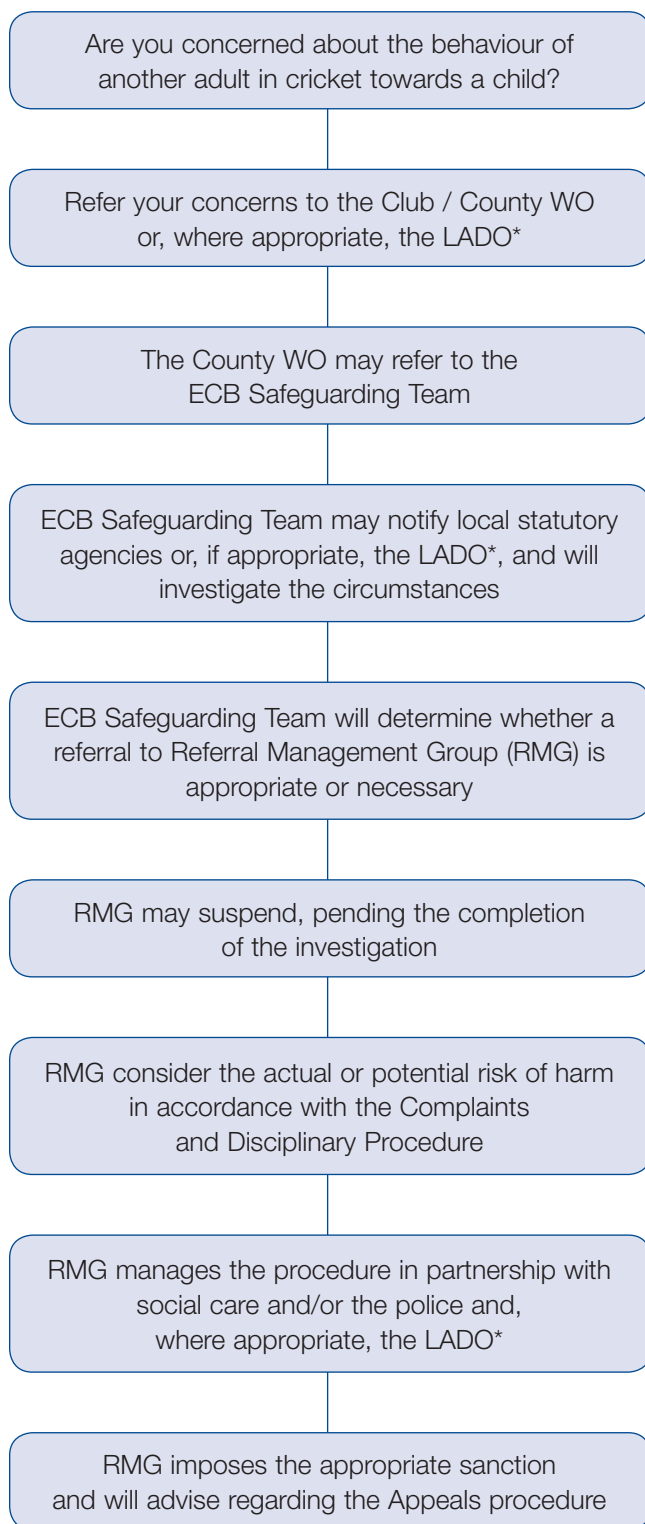 Are you concerned about the behaviour of
another adult in cricket towards a child?
Refer your concerns to the Club / County WO
or, where appropriate, the LADO*
The County WO may refer to the
ECB Safeguarding Team
ECB Safeguarding Team may notify local statutory
agencies or, if appropriate, the LADO*, and will
investigate the circumstances
ECB Safeguarding Team will determine whether a
referral to Referral Management Group (RMG) is
appropriate or necessary
RMG may suspend, pending the completion
of the investigation
RMG consider the actual or potential risk of harm
in accordance with the Complaints
and Disciplinary Procedure
RMG manages the procedure in partnership with
social care and/or the police and,
where appropriate, the LADO*
RMG imposes the appropriate sanction
and will advise regarding the Appeals procedure